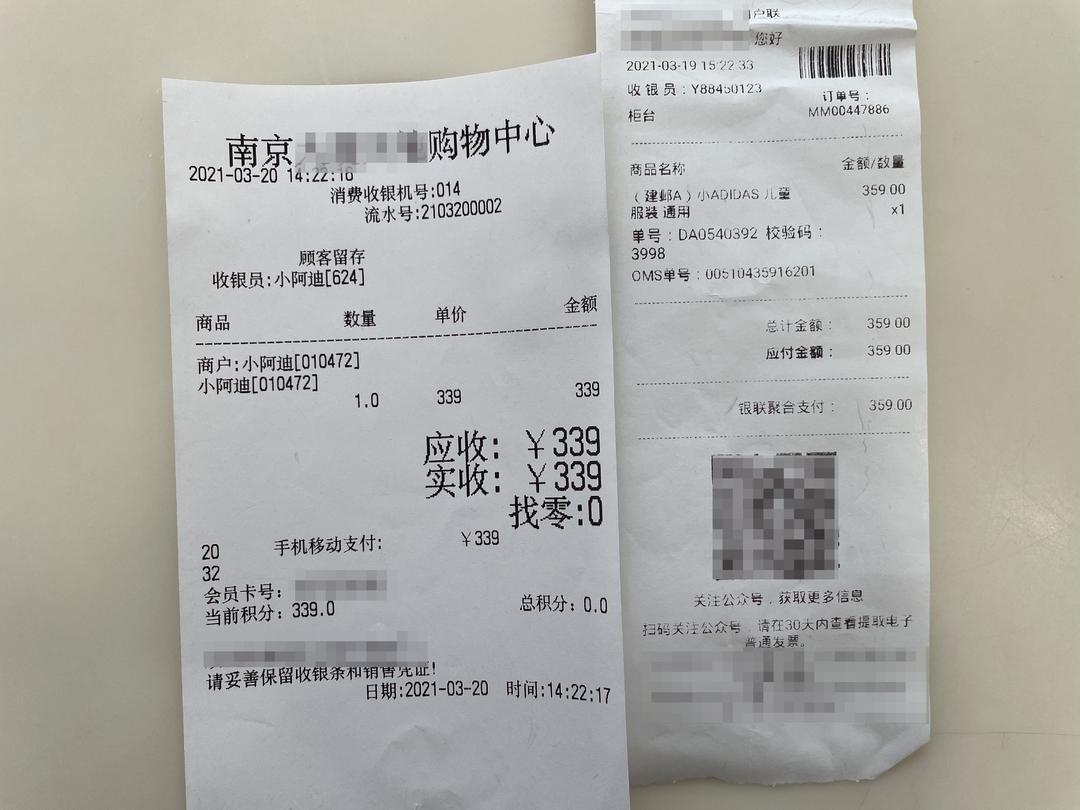 南京 购物中心
2021-03-20 14:22:16
消费收银机号:014
流水号:2103200002
顾客留存
收银员:小阿迪[624]
商品 数量 单价 金额
商户:小阿迪[010472]
小阿迪[010472]
1.0 339 339
应收: ￥339
实收: ￥339
找零:0
20 手机移动支付: ￥339
32
会员卡号:
当前积分: 339.0 总积分: 0.0
请妥善保留收银条和销售凭证!
日期:2021-03-20 时间:14:22:17
户联
您好
2021-03-19 15:22:33
收银员：Y88450123
订单号：
柜台
MM00447886
商品名称 金额/数量
（建邺A）小ADIDAS 儿童 359.00
服装 通用 x1
单号：DA0540392 校验码：
3998
OMS单号：00510435916201
总计金额： 359.00
应付金额： 359.00
银联聚合支付： 359.00
关注公众号，获取更多信息
扫码关注公众号，请在30天内查看提取电子
普通发票。